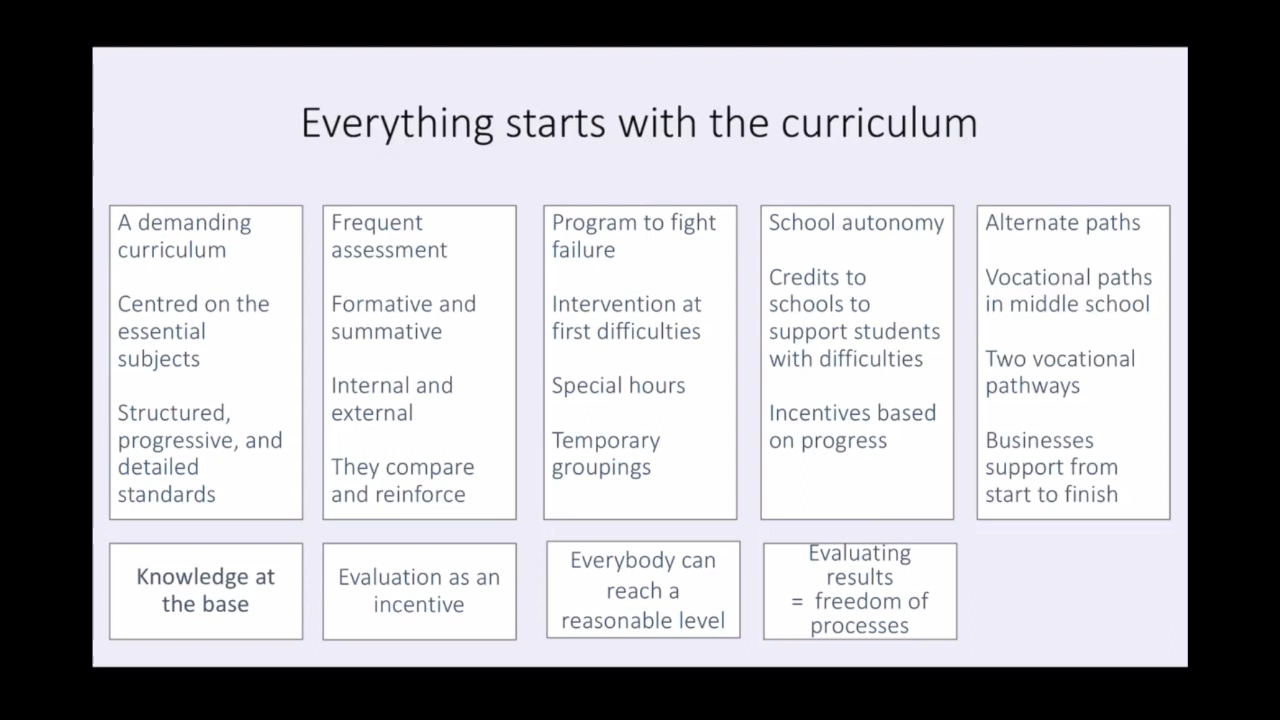 Everything starts with the curriculum
A demanding
curriculum
Centred on the
essential
subjects
Structured,
progressive, and
detailed
standards
Frequent
assessment
Formative and
summative
Internal and
external
They compare
and reinforce
Program to fight
failure
Intervention at
first difficulties
Special hours
Temporary
groupings
School autonomy
Credits to
schools to
support students
with difficulties
Incentives based
on progress
Alternate paths
Vocational paths
in middle school
Two vocational
pathways
Businesses
support from
start to finish
Knowledge at
the base
Evaluation as an
incentive
Everybody can
reach a
reasonable level
Evaluating
results
= freedom of
processes